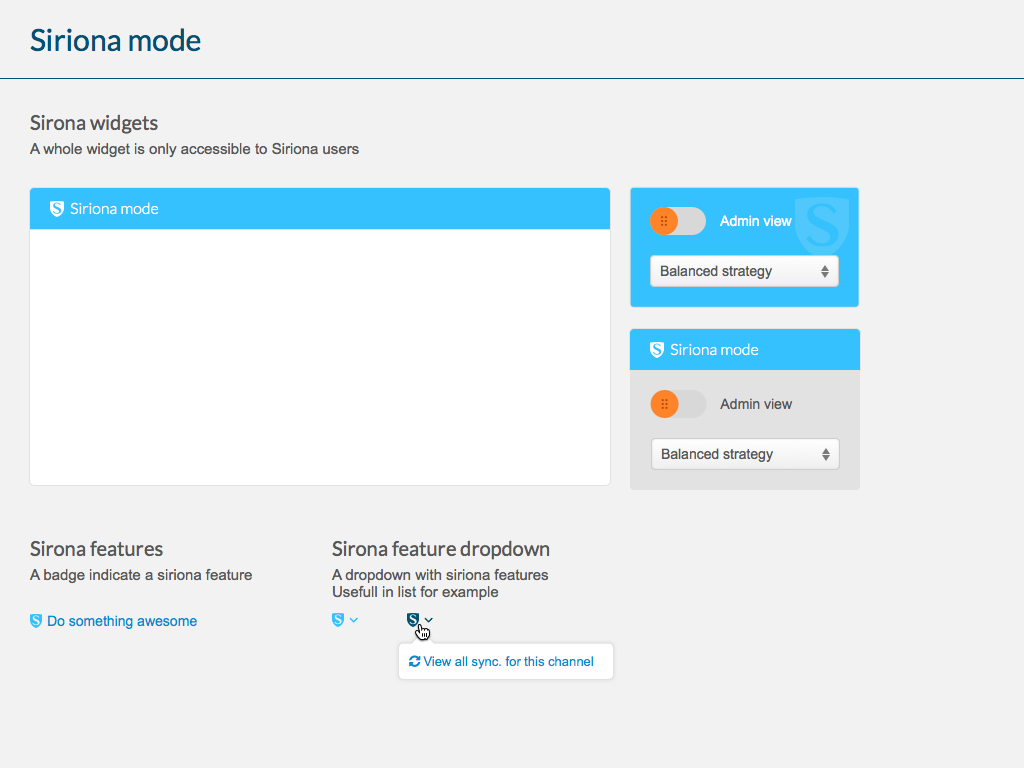 Siriona mode
Sirona widgets
A whole widget is only accessible to Siriona users
S Siriona mode
Admin view S
Balanced strategy
S Siriona mode
Admin view
Balanced strategy
Sirona features
A badge indicate a siriona feature
S Do something awesome
Sirona feature dropdown
A dropdown with siriona features
Usefull in list for example
S S
View all sync. for this channel